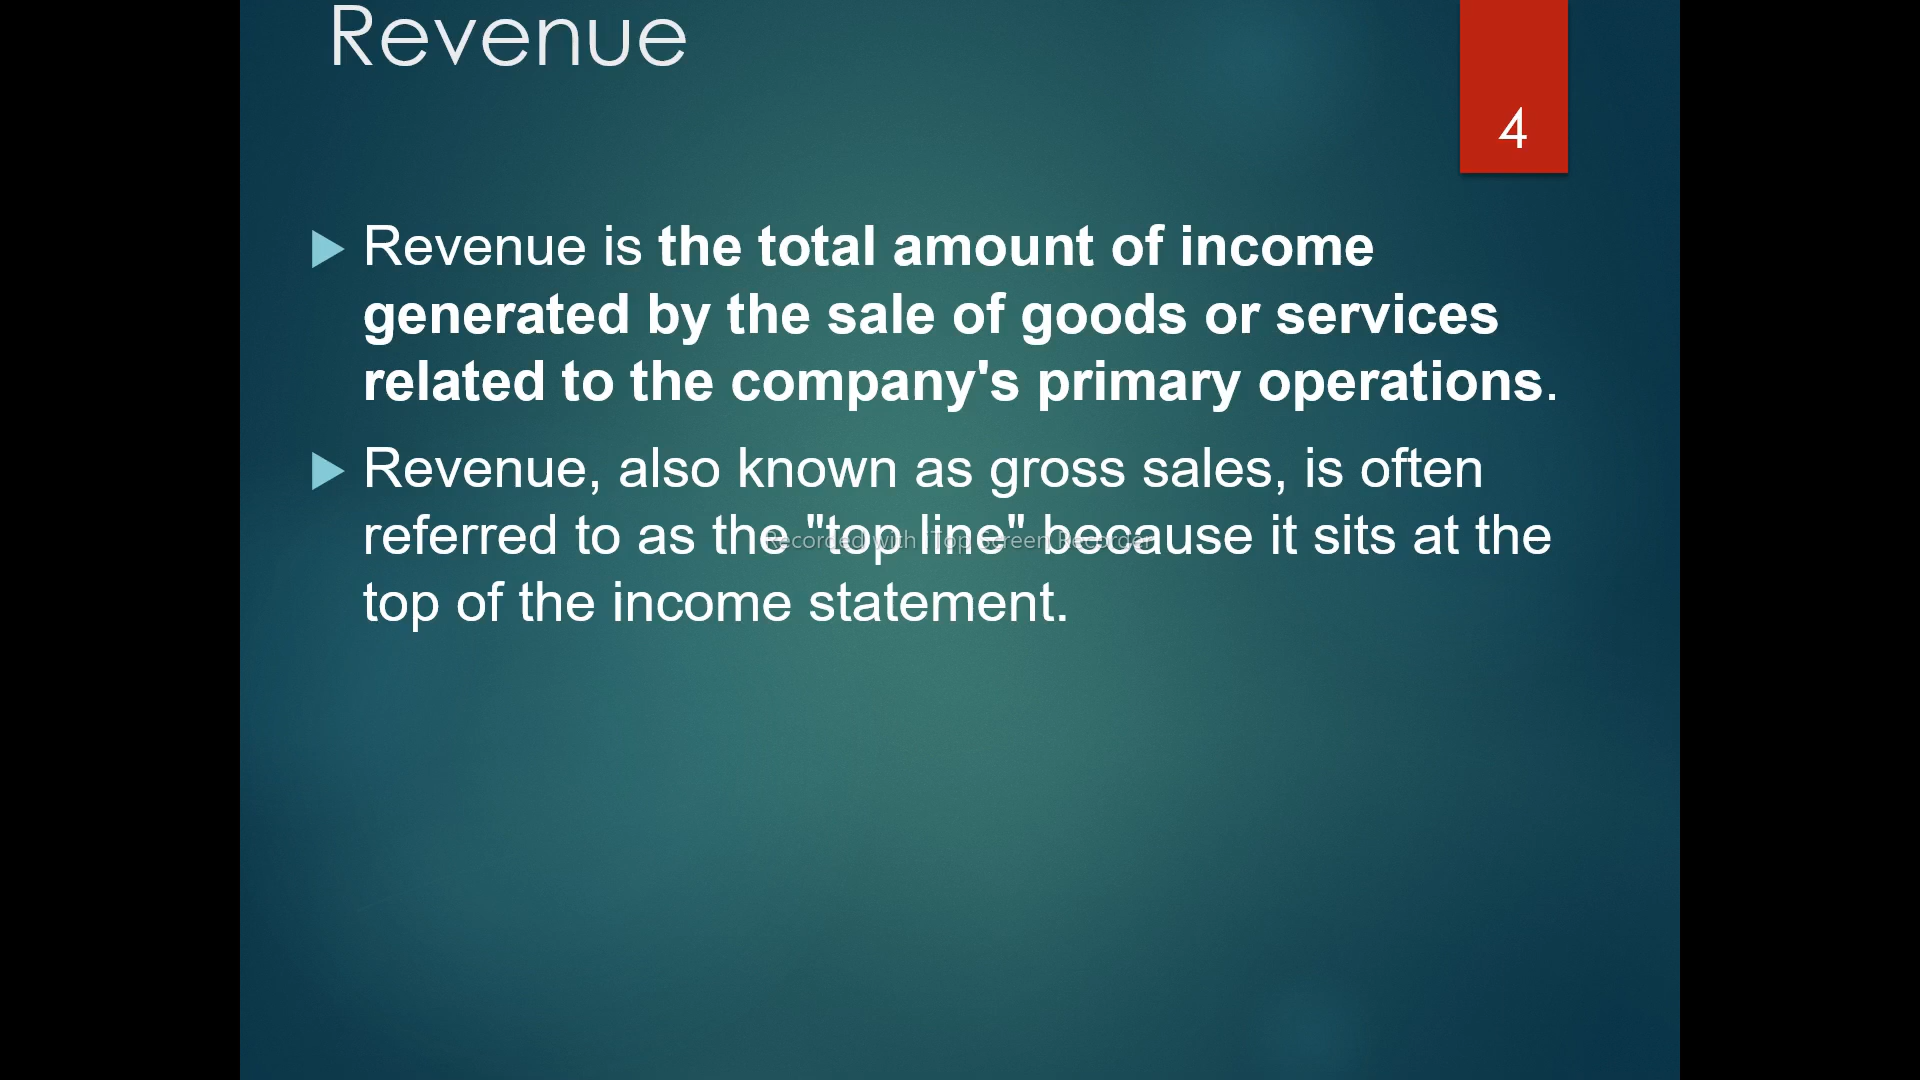 Revenue
4
Revenue is the total amount of income
generated by the sale of goods or services
related to the company's primary operations.
Revenue, also known as gross sales, is often
referred to as the "top line" because it sits at the
top of the income statement.
Recorded with iTop Screen Recorder